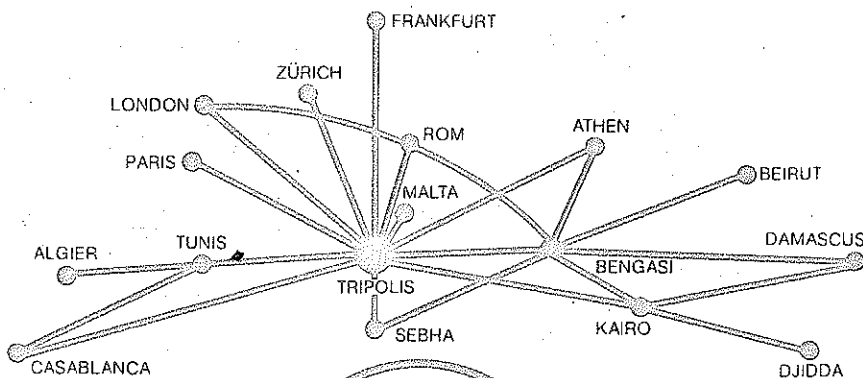 FRANKFURT
ZÜRICH
LONDON
ROM
ATHEN
PARIS
BEIRUT
MALTA
TUNIS
ALGIER
DAMASCUS
BENGASI
TRIPOLIS
KAIRO
SEBHA
CASABLANCA
DJIDDA